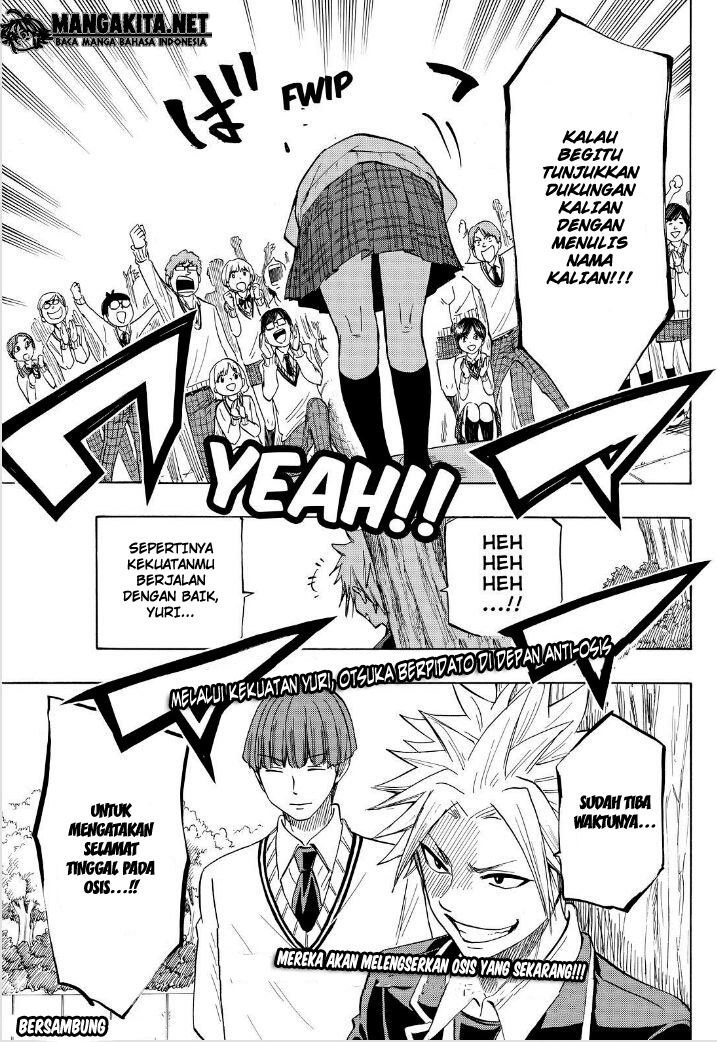 MANGAKITA.NET
BACA MANGA BAHASA INDONESIA
ば
FWIP
KALAU
BEGITU
TUNJUKKAN
DUKUNGAN
KALIAN
DENGAN
MENULIS
NAMA
KALIAN!!!
YEAH!!
HEH
HEH
HEH
...!!
SEPERTINYA
KEKUATANMU
BERJALAN
DENGAN BAIK,
YURI...
MELALUI KEKUATAN YURI, OTSUKA BERPIDATO DI DEPAN ANTI-OSIS
SUDAH TIBA
WAKTUNYA...
UNTUK
MENGATAKAN
SELAMAT
TINGGAL PADA
OSIS...!!
MEREKA AKAN MELENGSERKAN OSIS YANG SEKARANG!!!
BERSAMBUNG